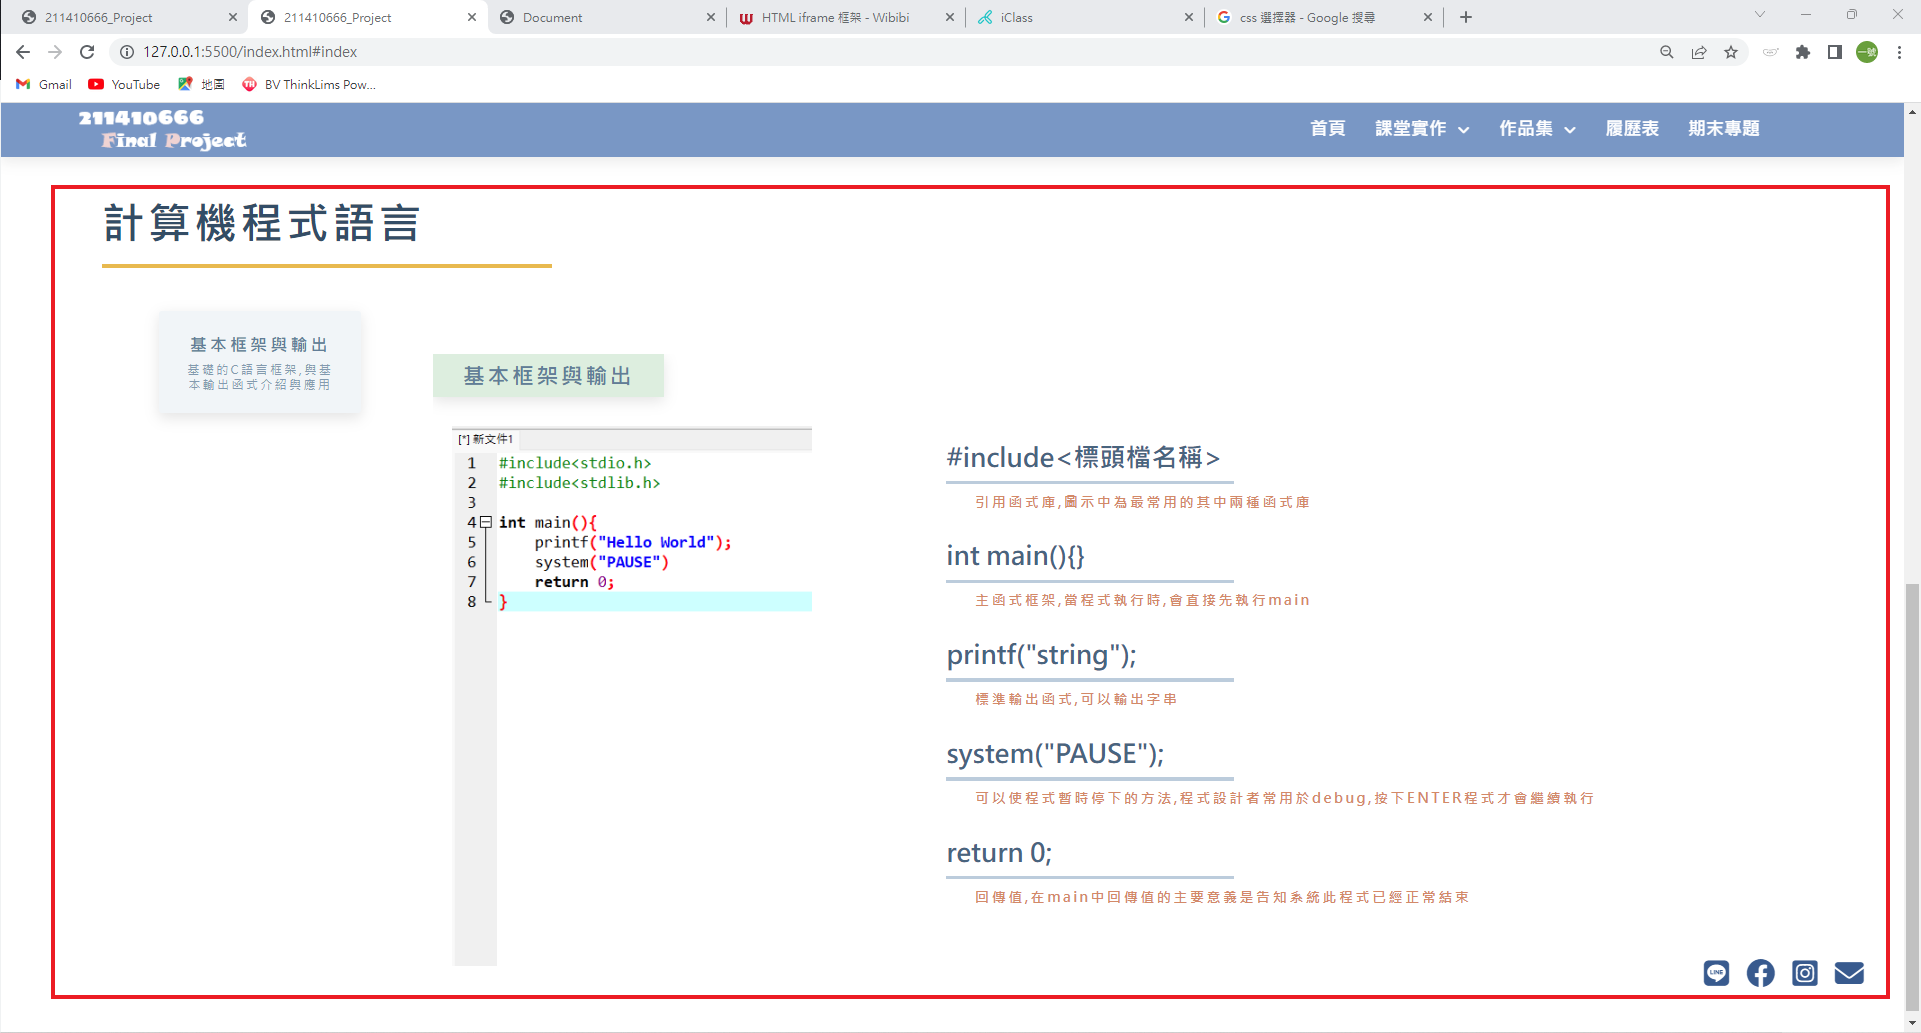 211410666_Project
211410666_Project
Document
HTML iframe 框架 - Wibibi
iClass
css 選擇器 - Google 搜尋
127.0.0.1:5500/index.html#index
一號
Gmail
YouTube
地圖
BV ThinkLims Pow...
211410666
Final Project
首頁
課堂實作
作品集
履歷表
期末專題
計算機程式語言
基本框架與輸出
基礎的C語言框架,與基
本輸出函式介紹與應用
基本框架與輸出
[*] 新文件1
1 #include<stdio.h>
2 #include<stdlib.h>
3
4 int main(){
5 printf("Hello World");
6 system("PAUSE")
7 return 0;
8 }
#include<標頭檔名稱>
引用函式庫,圖示中為最常用的其中兩種函式庫
int main(){}
主函式框架,當程式執行時,會直接先執行main
printf("string");
標準輸出函式,可以輸出字串
system("PAUSE");
可以使程式暫時停下的方法,程式設計者常用於debug,按下ENTER程式才會繼續執行
return 0;
回傳值,在main中回傳值的主要意義是告知系統此程式已經正常結束
LINE